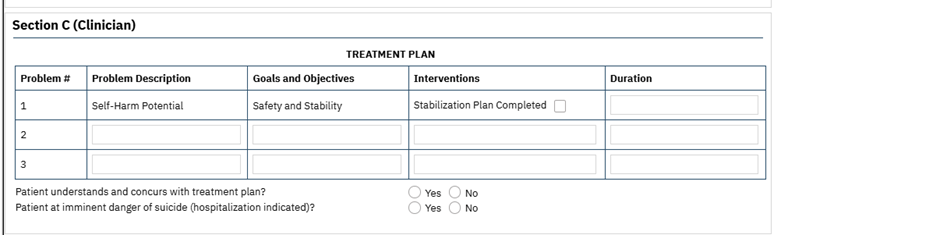 Section C (Clinician)
TREATMENT PLAN
Problem # Problem Description Goals and Objectives Interventions Duration
1 Self-Harm Potential Safety and Stability Stabilization Plan Completed
2
3
Patient understands and concurs with treatment plan? Yes No
Patient at imminent danger of suicide (hospitalization indicated)? Yes No